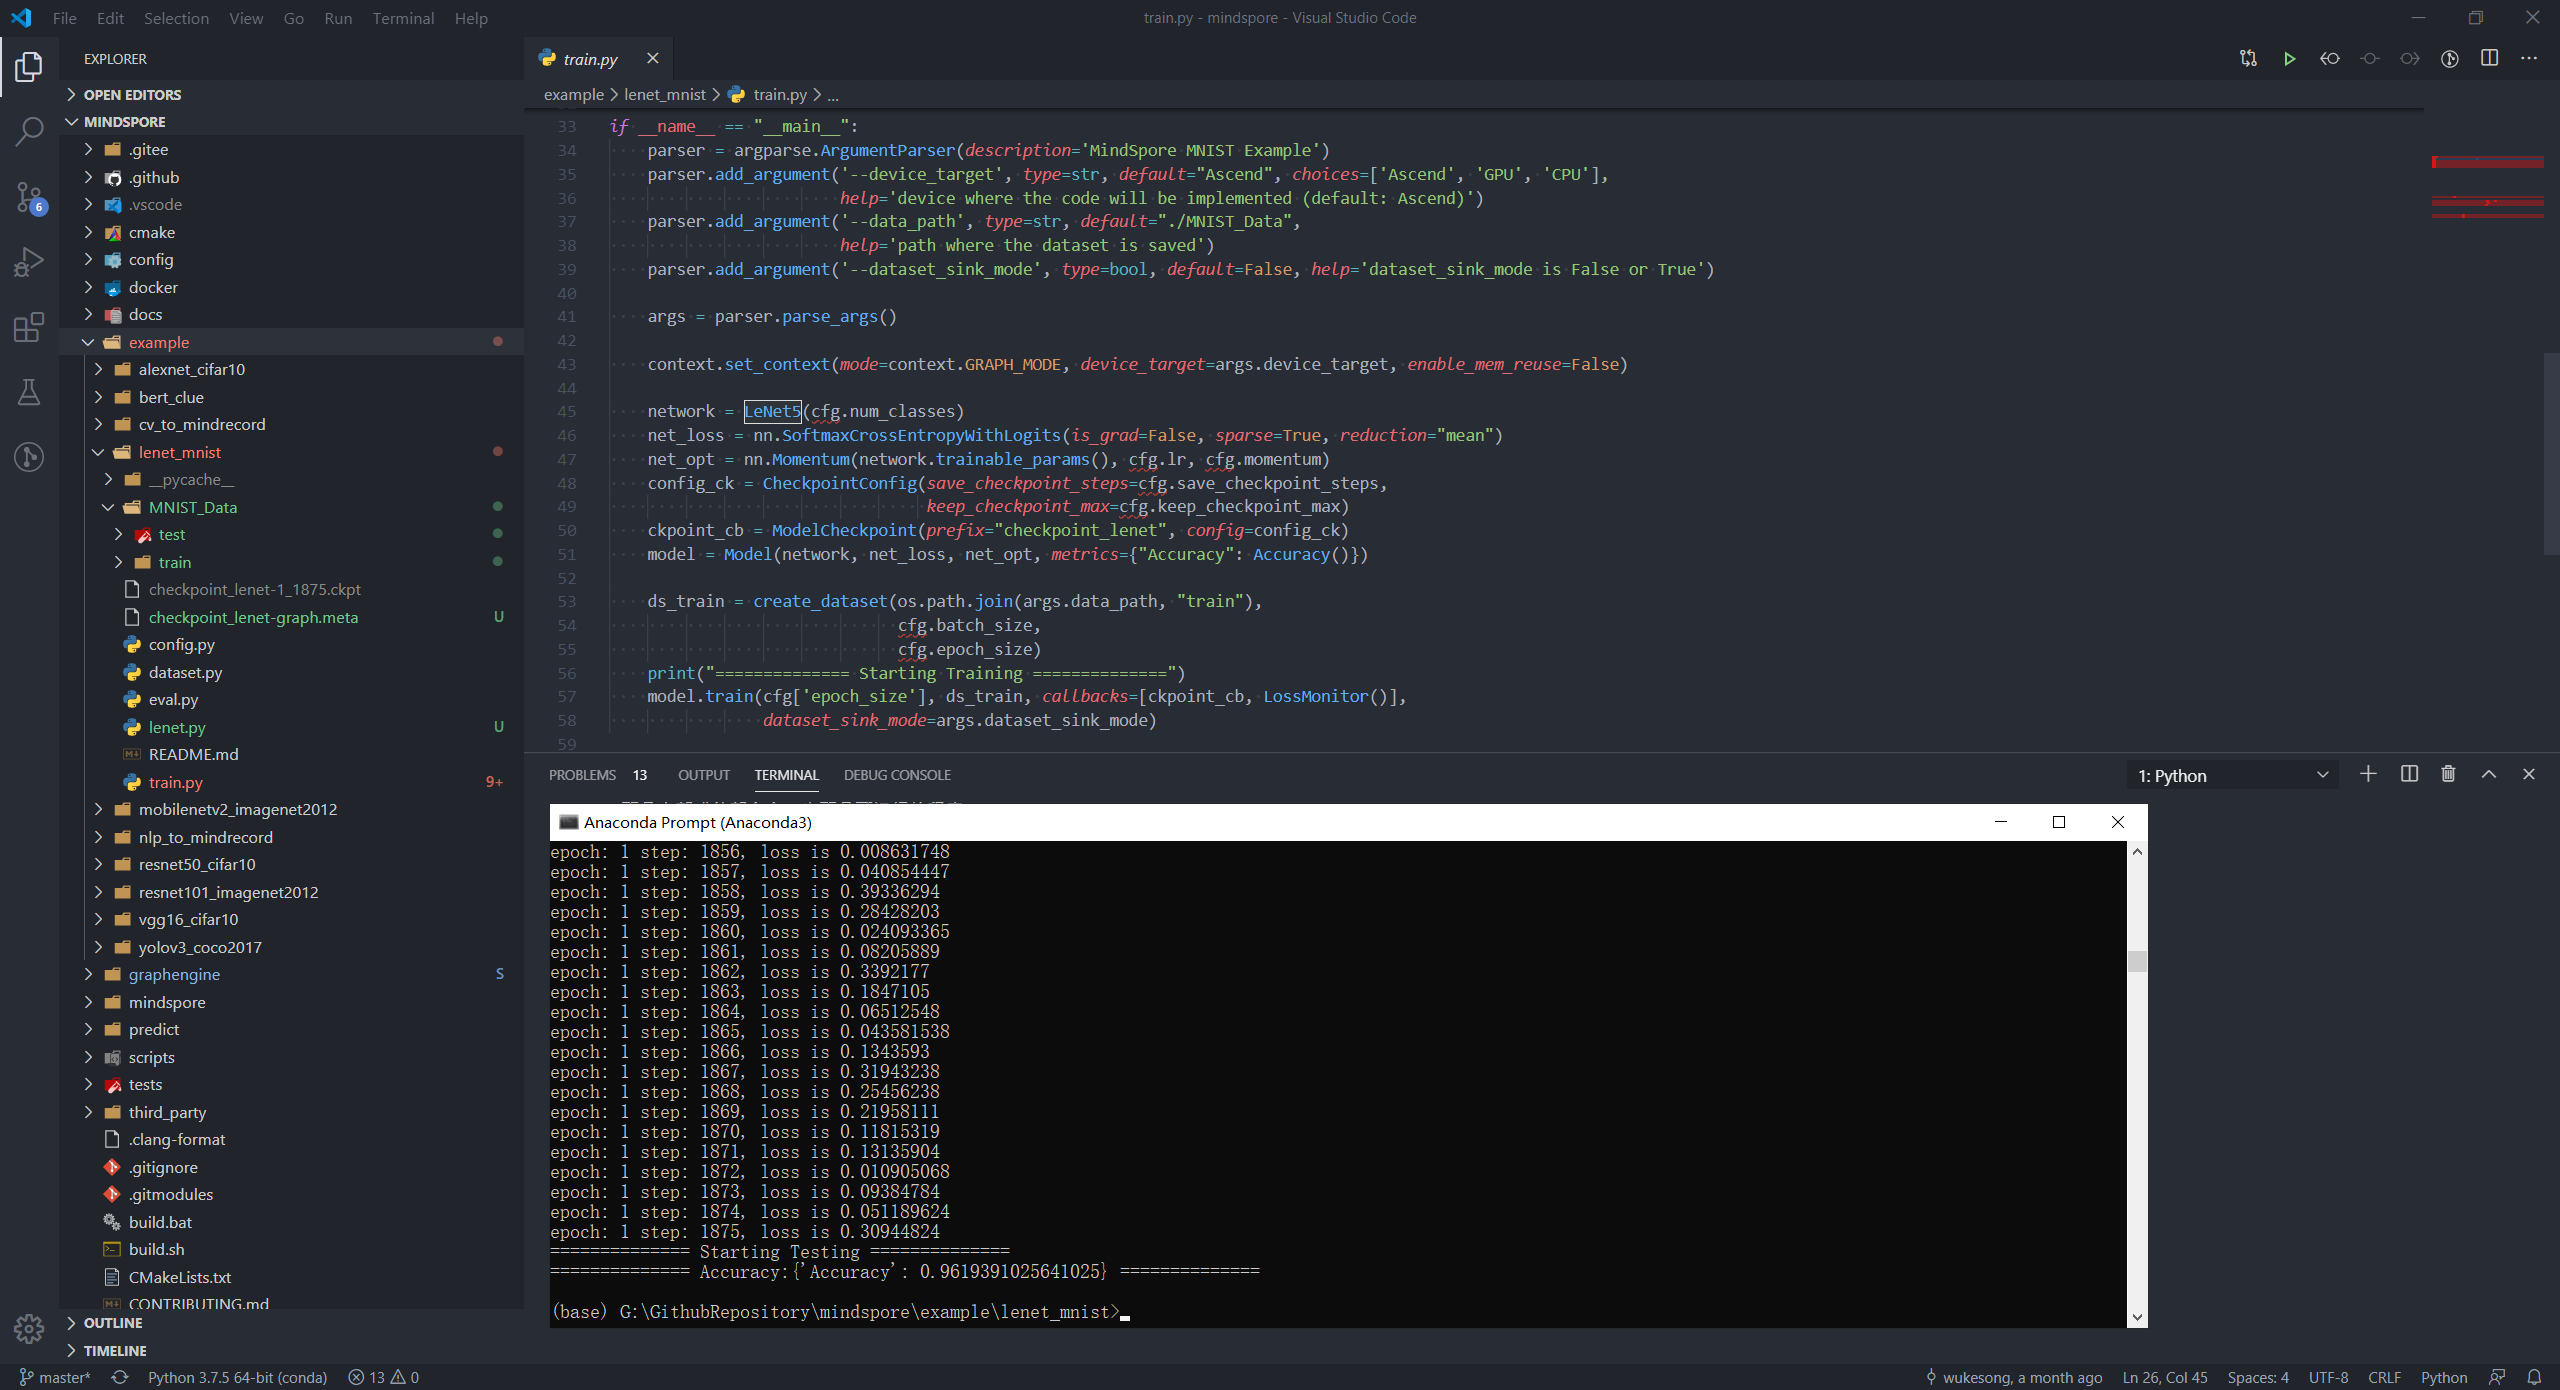 File Edit Selection View Go Run Terminal Help
train.py - mindspore - Visual Studio Code
EXPLORER
OPEN EDITORS
MINDSPORE
.gitee
.github
.vscode
cmake
config
docker
docs
example
alexnet_cifar10
bert_clue
cv_to_mindrecord
lenet_mnist
__pycache__
MNIST_Data
test
train
checkpoint_lenet-1_1875.ckpt
checkpoint_lenet-graph.meta U
config.py
dataset.py
eval.py
lenet.py U
README.md
train.py 9+
mobilenetv2_imagenet2012
nlp_to_mindrecord
resnet50_cifar10
resnet101_imagenet2012
vgg16_cifar10
yolov3_coco2017
graphengine S
mindspore
predict
scripts
tests
third_party
.clang-format
.gitignore
.gitmodules
build.bat
build.sh
CMakeLists.txt
CONTRIBUTING.md
OUTLINE
TIMELINE
6
train.py
example > lenet_mnist > train.py > ...
33 if __name__ == "__main__":
34 parser = argparse.ArgumentParser(description='MindSpore MNIST Example')
35 parser.add_argument('--device_target', type=str, default="Ascend", choices=['Ascend', 'GPU', 'CPU'],
36 help='device where the code will be implemented (default: Ascend)')
37 parser.add_argument('--data_path', type=str, default="./MNIST_Data",
38 help='path where the dataset is saved')
39 parser.add_argument('--dataset_sink_mode', type=bool, default=False, help='dataset_sink_mode is False or True')
40
41 args = parser.parse_args()
42
43 context.set_context(mode=context.GRAPH_MODE, device_target=args.device_target, enable_mem_reuse=False)
44
45 network = LeNet5(cfg.num_classes)
46 net_loss = nn.SoftmaxCrossEntropyWithLogits(is_grad=False, sparse=True, reduction="mean")
47 net_opt = nn.Momentum(network.trainable_params(), cfg.lr, cfg.momentum)
48 config_ck = CheckpointConfig(save_checkpoint_steps=cfg.save_checkpoint_steps,
49 keep_checkpoint_max=cfg.keep_checkpoint_max)
50 ckpoint_cb = ModelCheckpoint(prefix="checkpoint_lenet", config=config_ck)
51 model = Model(network, net_loss, net_opt, metrics={"Accuracy": Accuracy()})
52
53 ds_train = create_dataset(os.path.join(args.data_path, "train"),
54 cfg.batch_size,
55 cfg.epoch_size)
56 print("============== Starting Training ==============")
57 model.train(cfg['epoch_size'], ds_train, callbacks=[ckpoint_cb, LossMonitor()],
58 dataset_sink_mode=args.dataset_sink_mode)
59
PROBLEMS 13 OUTPUT TERMINAL DEBUG CONSOLE
1: Python
Anaconda Prompt (Anaconda3)
epoch: 1 step: 1856, loss is 0.008631748
epoch: 1 step: 1857, loss is 0.040854447
epoch: 1 step: 1858, loss is 0.39336294
epoch: 1 step: 1859, loss is 0.28428203
epoch: 1 step: 1860, loss is 0.024093365
epoch: 1 step: 1861, loss is 0.08205889
epoch: 1 step: 1862, loss is 0.3392177
epoch: 1 step: 1863, loss is 0.1847105
epoch: 1 step: 1864, loss is 0.06512548
epoch: 1 step: 1865, loss is 0.043581538
epoch: 1 step: 1866, loss is 0.1343593
epoch: 1 step: 1867, loss is 0.31943238
epoch: 1 step: 1868, loss is 0.25456238
epoch: 1 step: 1869, loss is 0.21958111
epoch: 1 step: 1870, loss is 0.11815319
epoch: 1 step: 1871, loss is 0.13135904
epoch: 1 step: 1872, loss is 0.010905068
epoch: 1 step: 1873, loss is 0.09384784
epoch: 1 step: 1874, loss is 0.051189624
epoch: 1 step: 1875, loss is 0.30944824
============== Starting Testing ==============
============== Accuracy:{'Accuracy': 0.9619391025641025} ==============
(base) G:\GithubRepository\mindspore\example\lenet_mnist>
master* Python 3.7.5 64-bit (conda) 13 0
wukesong, a month ago Ln 26, Col 45 Spaces: 4 UTF-8 CRLF Python